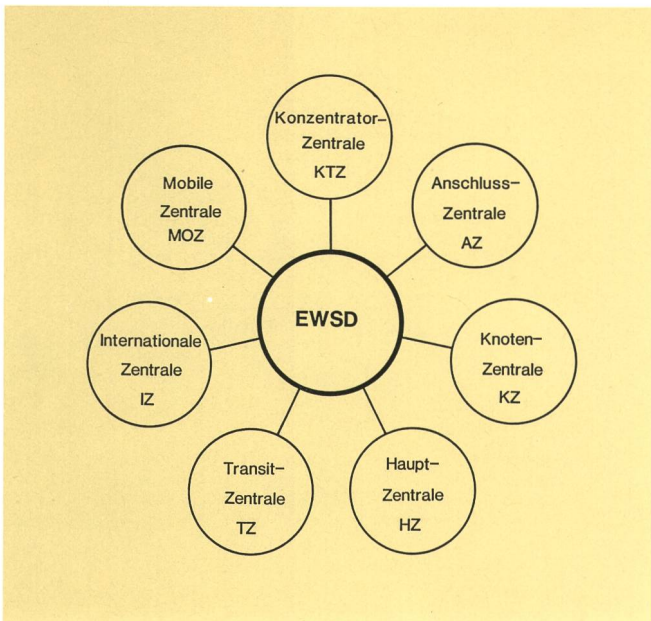 Konzentrator-
Zentrale
KTZ
Anschluss-
Zentrale
AZ
Knoten-
Zentrale
KZ
Haupt-
Zentrale
HZ
Transit-
Zentrale
TZ
Internationale
Zentrale
IZ
Mobile
Zentrale
MOZ
EWSD